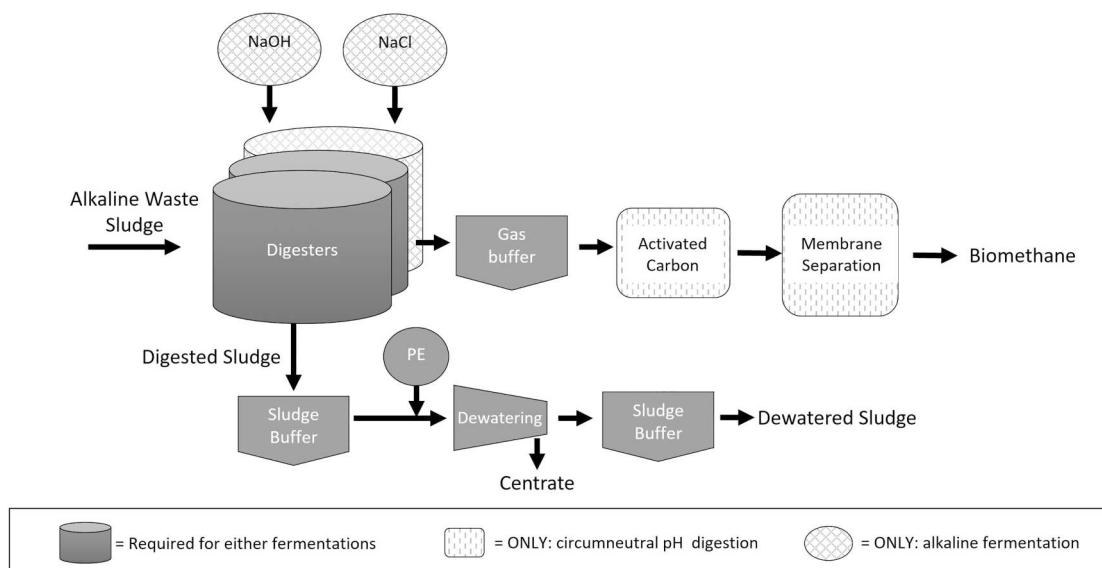 NaOH
NaCl
Alkaline Waste
Sludge
Digesters
Gas
buffer
Activated
Carbon
Membrane
Separation
Biomethane
Digested Sludge
PE
Sludge
Buffer
Dewatering
Sludge
Buffer
Dewatered Sludge
Centrate
= Required for either fermentations
= ONLY: circumneutral pH digestion
= ONLY: alkaline fermentation